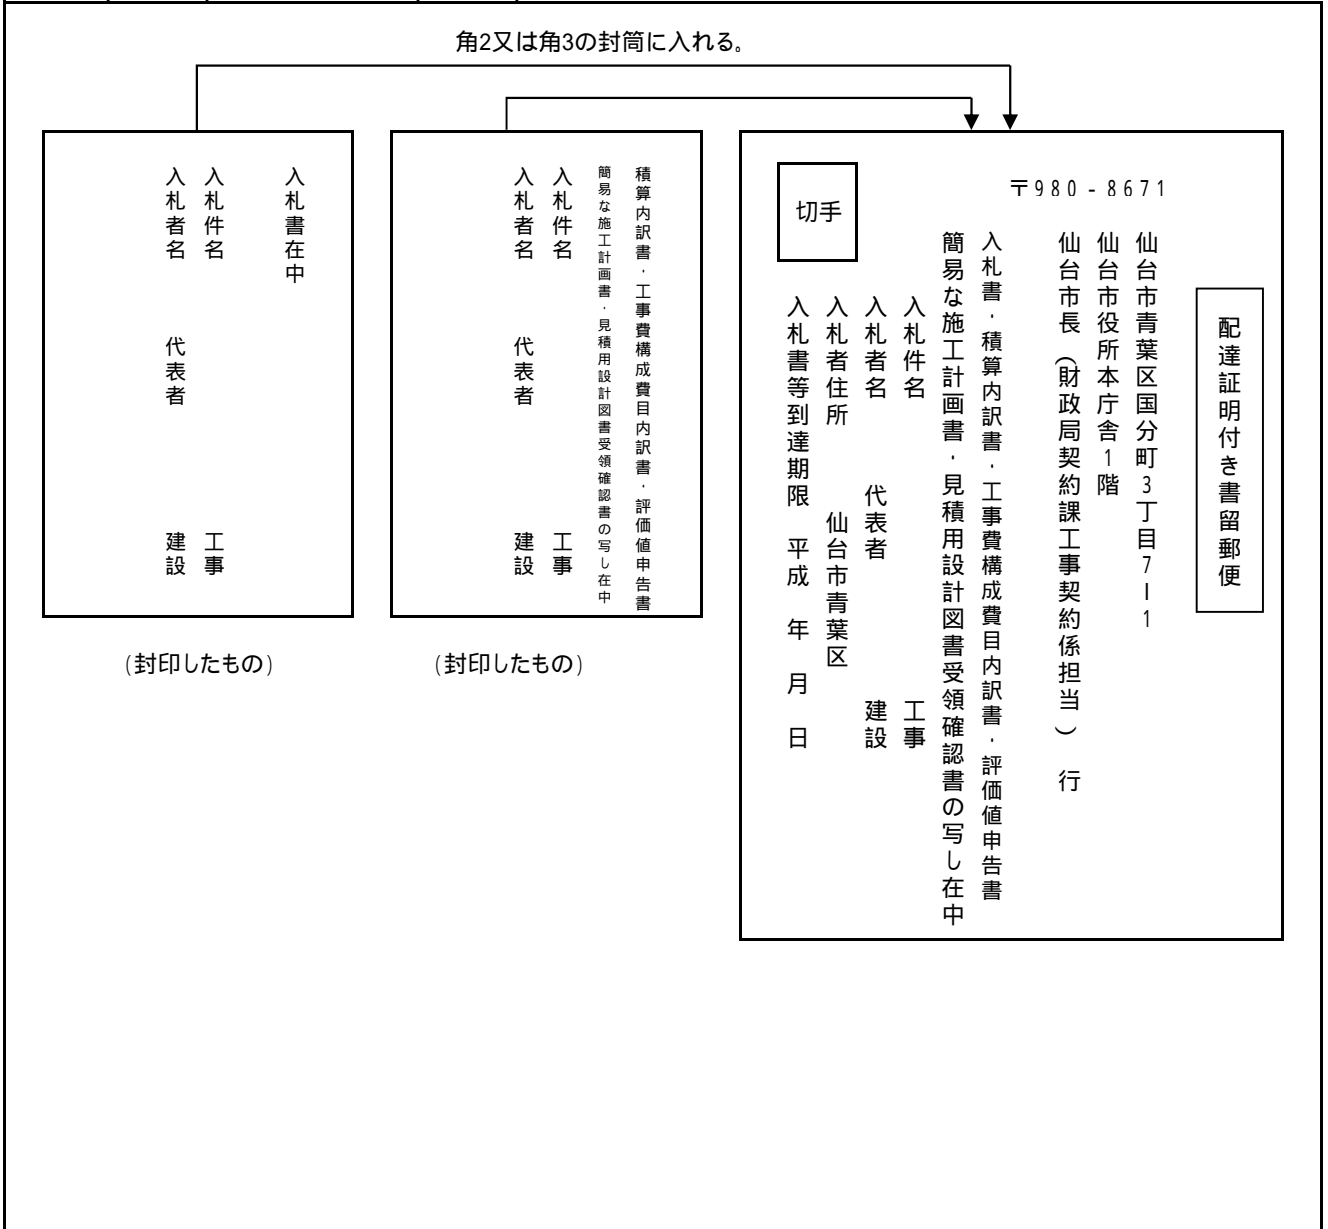 角2又は角3の封筒に入れる。
入札書在中
入札件名 工事
入札者名 代表者 建設
(封印したもの)
積算内訳書・工事費構成費目内訳書・評価値申告書
簡易な施工計画書・見積用設計図書受領確認書の写し在中
入札件名 工事
入札者名 代表者 建設
(封印したもの)
切手
〒980-8671
配達証明付き書留郵便
仙台市青葉区国分町3丁目7ー1
仙台市役所本庁舎1階
仙台市長(財政局契約課工事契約係担当) 行
入札書・積算内訳書・工事費構成費目内訳書・評価値申告書
簡易な施工計画書・見積用設計図書受領確認書の写し在中
入札件名 工事
入札者名 代表者 建設
入札者住所 仙台市青葉区
入札書等到達期限 平成 年 月 日